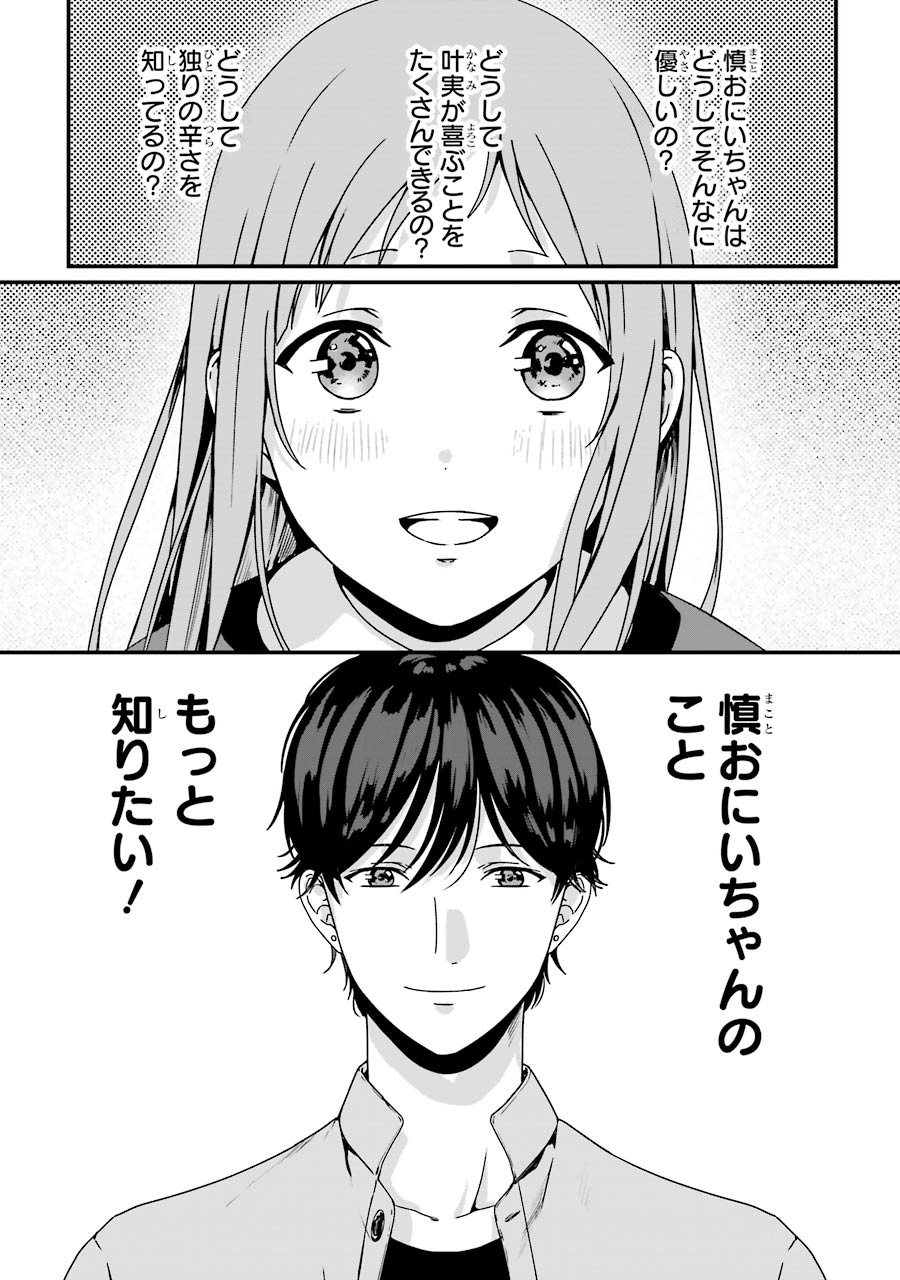 慎おにいちゃんは
どうしてそんなに
優しいの?
どうして
叶実が喜ぶことを
たくさんできるの?
どうして
独りの辛さを
知ってるの?
慎おにいちゃんの
こと
もっと
知りたい!